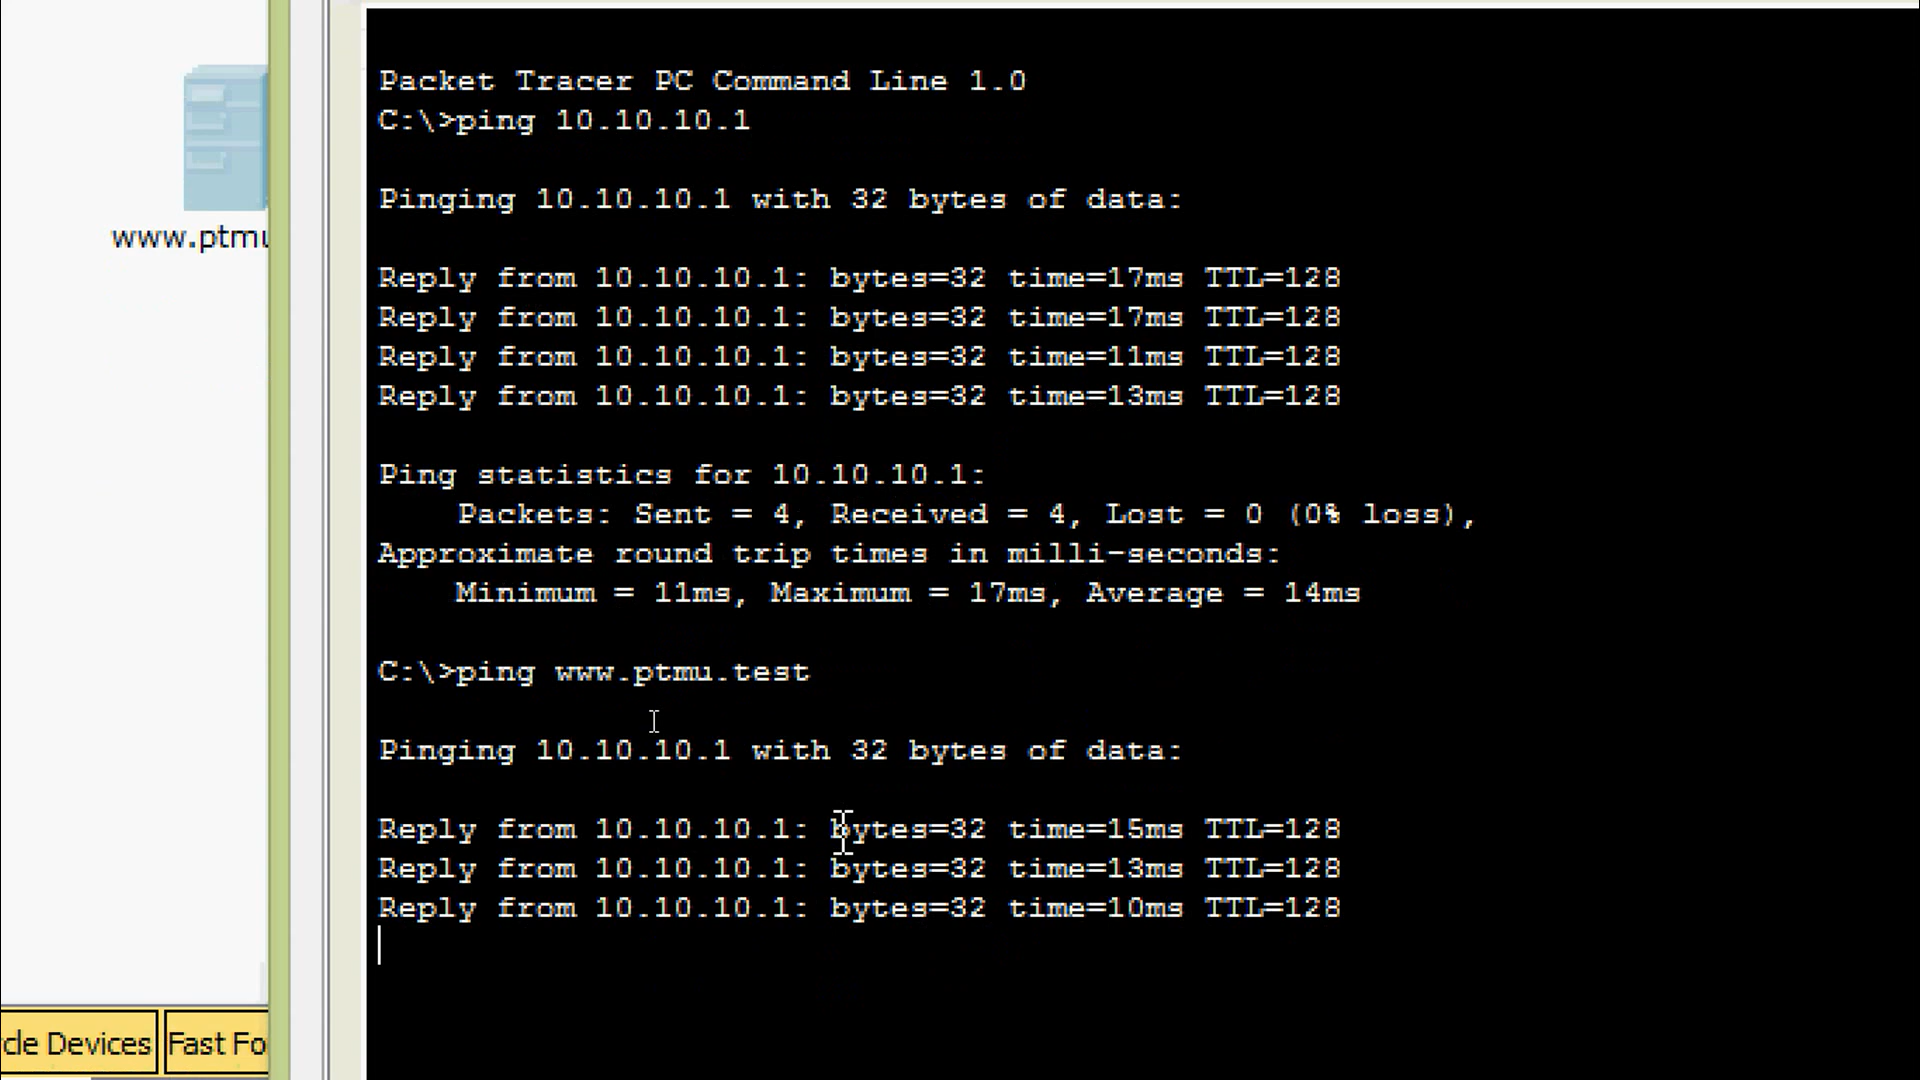 Packet Tracer PC Command Line 1.0
C:\>ping 10.10.10.1
Pinging 10.10.10.1 with 32 bytes of data:
Reply from 10.10.10.1: bytes=32 time=17ms TTL=128
Reply from 10.10.10.1: bytes=32 time=17ms TTL=128
Reply from 10.10.10.1: bytes=32 time=11ms TTL=128
Reply from 10.10.10.1: bytes=32 time=13ms TTL=128
Ping statistics for 10.10.10.1:
Packets: Sent = 4, Received = 4, Lost = 0 (0% loss),
Approximate round trip times in milli-seconds:
Minimum = 11ms, Maximum = 17ms, Average = 14ms
C:\>ping www.ptmu.test
Pinging 10.10.10.1 with 32 bytes of data:
Reply from 10.10.10.1: bytes=32 time=15ms TTL=128
Reply from 10.10.10.1: bytes=32 time=13ms TTL=128
Reply from 10.10.10.1: bytes=32 time=10ms TTL=128
www.ptmu
cle Devices
Fast Fo